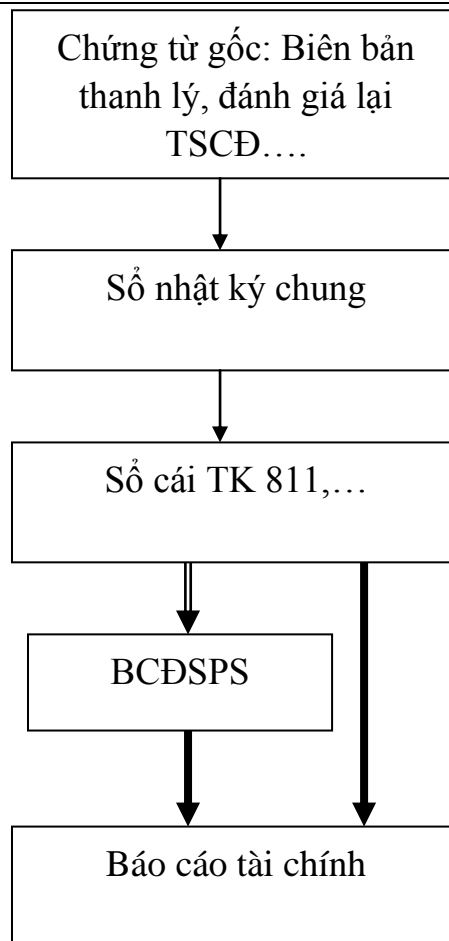 Chứng từ gốc: Biên bản
thanh lý, đánh giá lại
TSCĐ….
Sổ nhật ký chung
Sổ cái TK 811,…
BCĐSPS
Báo cáo tài chính